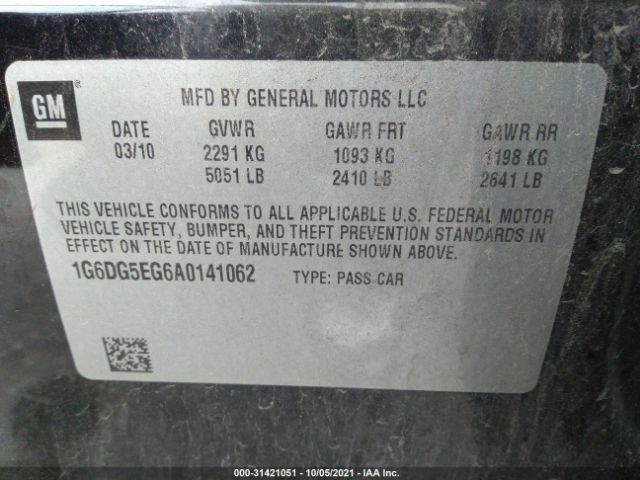 GM ®
MFD BY GENERAL MOTORS LLC
DATE GVWR GAWR FRT GAWR RR
03/10 2291 KG 1093 KG 1198 KG
5051 LB 2410 LB 2641 LB
THIS VEHICLE CONFORMS TO ALL APPLICABLE U.S. FEDERAL MOTOR
VEHICLE SAFETY, BUMPER, AND THEFT PREVENTION STANDARDS IN
EFFECT ON THE DATE OF MANUFACTURE SHOWN ABOVE.
1G6DG5EG6A0141062 TYPE: PASS CAR
000-31421051 - 10/05/2021 - IAA Inc.